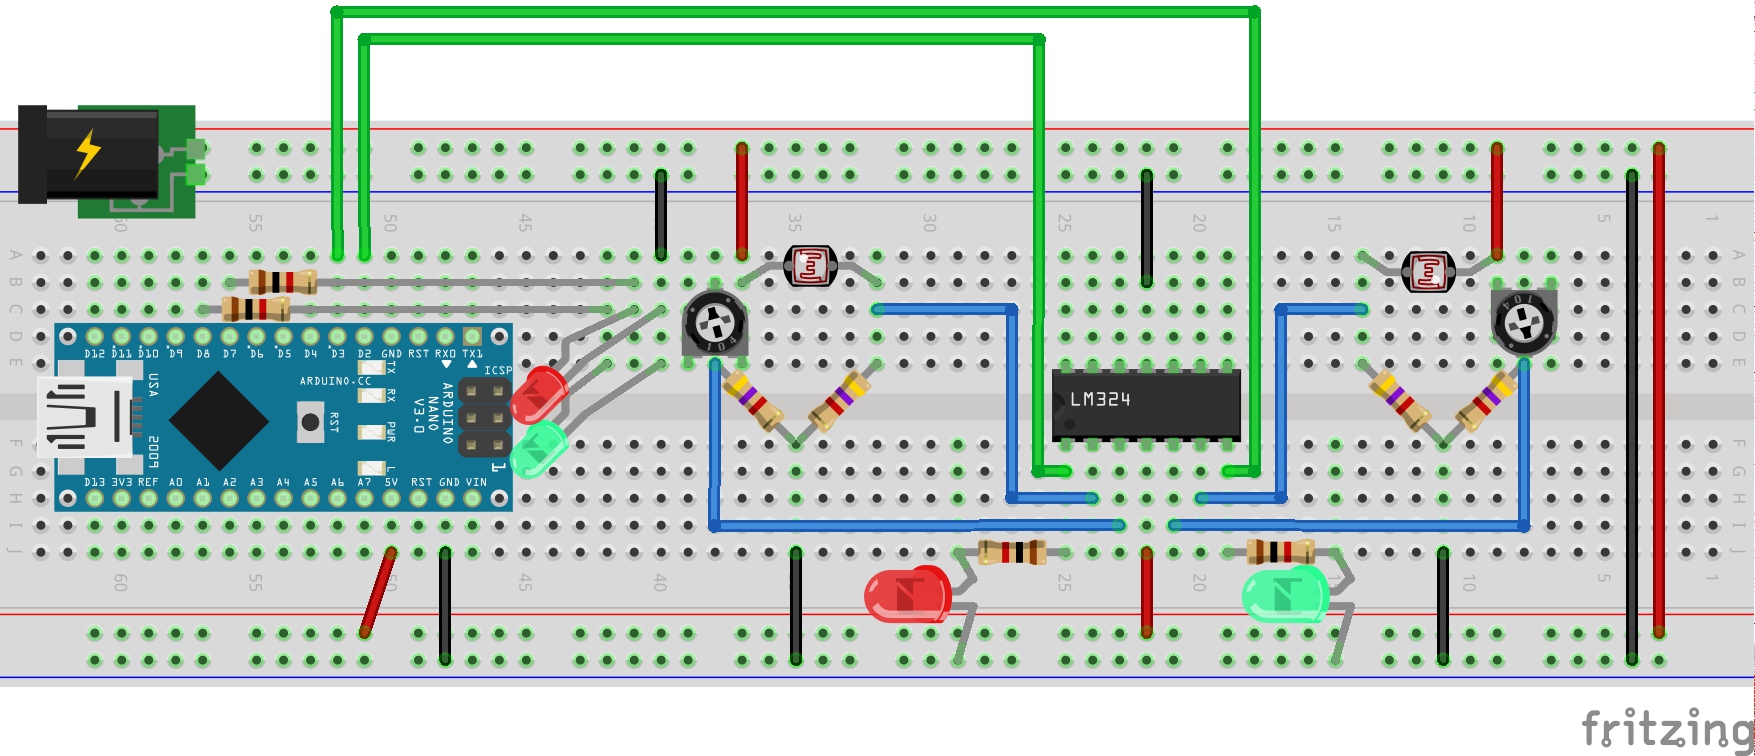 60 55 50 45 35 30 25 20 15 10 5 1
A A
B B
C C
D D
E E
F F
G G
H H
I I
J J
D12 D11 D10 D9 D8 D7 D6 D5 D4 D3 D2 GND RST RX0 TX1
USA
2009
ARDUINO.CC
RST
TX
RX
PWR
L
ICSP
ARDUINO
NANO
V3.0
1
D13 3V3 REF A0 A1 A2 A3 A4 A5 A6 A7 5V RST GND VIN
104
LM324
104
60 55 50 45 40 35 30 25 20 15 10 5 1
fritzing